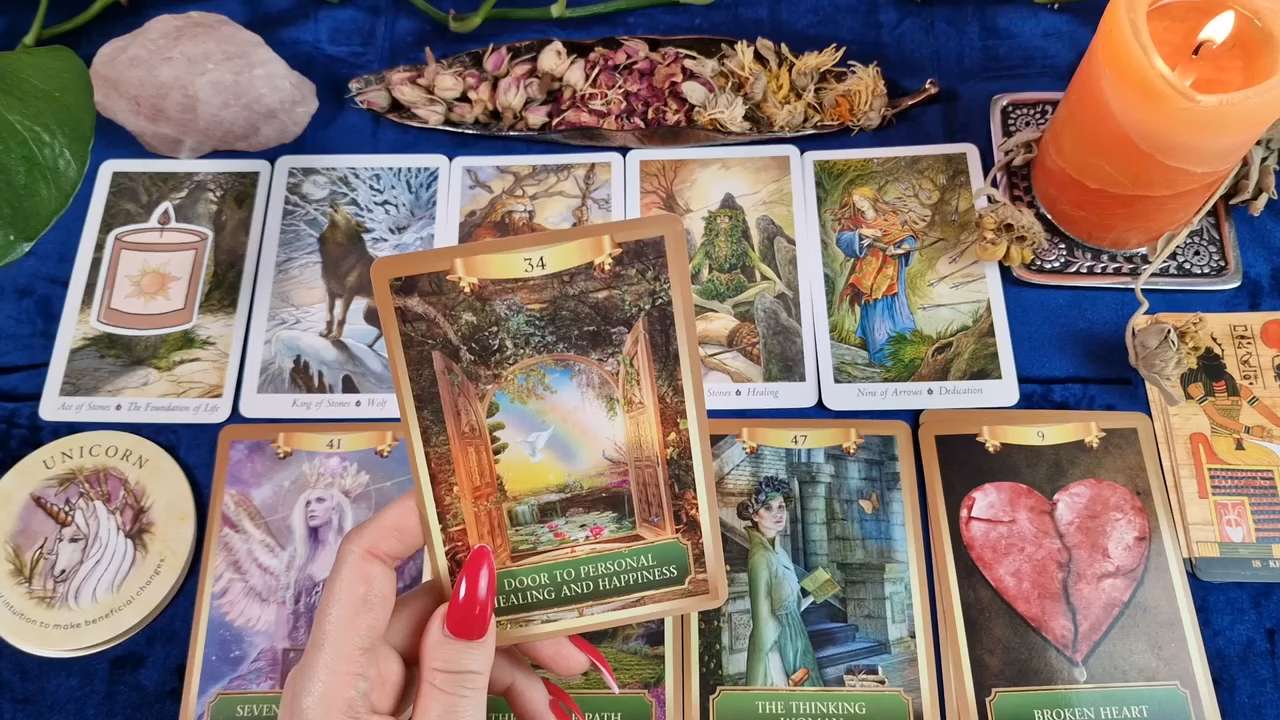 Ace of Stones The Foundation of Life
King of Stones Wolf
Stones Healing
Nine of Arrows Dedication
34
DOOR TO PERSONAL
HEALING AND HAPPINESS
UNICORN
intuition to make beneficial changes.
41
SEVEN
PATH
47
THE THINKING
WOMAN
9
BROKEN HEART
18